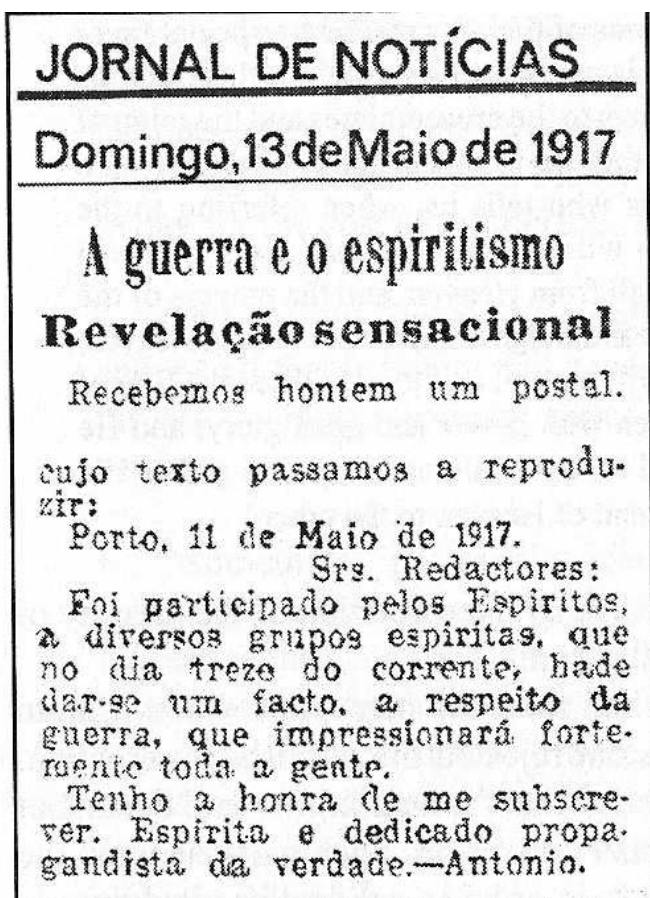 JORNAL DE NOTÍCIAS
Domingo, 13 de Maio de 1917
A guerra e o espiritismo
Revelação sensacional
Recebemos hontem um postal.
cujo texto passamos a reprodu-
zir:
Porto, 11 de Maio de 1917.
Srs. Redactores:
Foi participado pelos Espiritos,
a diversos grupos espiritas, que
no dia treze do corrente, hade
dar-se um facto, a respeito da
guerra, que impressionará forte-
mente toda a gente.
Tenho a honra de me subscre-
ver. Espírita e dedicado propa-
gandista da verdade.—Antonio.